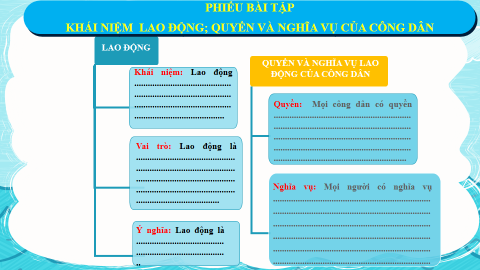 PHIẾU BÀI TẬP
KHÁI NIỆM LAO ĐỘNG; QUYỀN VÀ NGHĨA VỤ CỦA CÔNG DÂN
LAO ĐỘNG
Khái niệm: Lao động
..........................................
..........................................
..........................................
.......................................
Vai trò: Lao động là
..........................................
..........................................
..........................................
..........................................
...................................
Ý nghĩa: Lao động là
......................................
......................................
..
QUYỀN VÀ NGHĨA VỤ LAO
ĐỘNG CỦA CÔNG DÂN
Quyền: Mọi công dân có quyền
............................................................
............................................................
............................................................
............................................................
..........................................................
Nghĩa vụ: Mọi người có nghĩa vụ
.....................................................................
.....................................................................
.....................................................................
.....................................................................
.....................................................................
.....................................................................